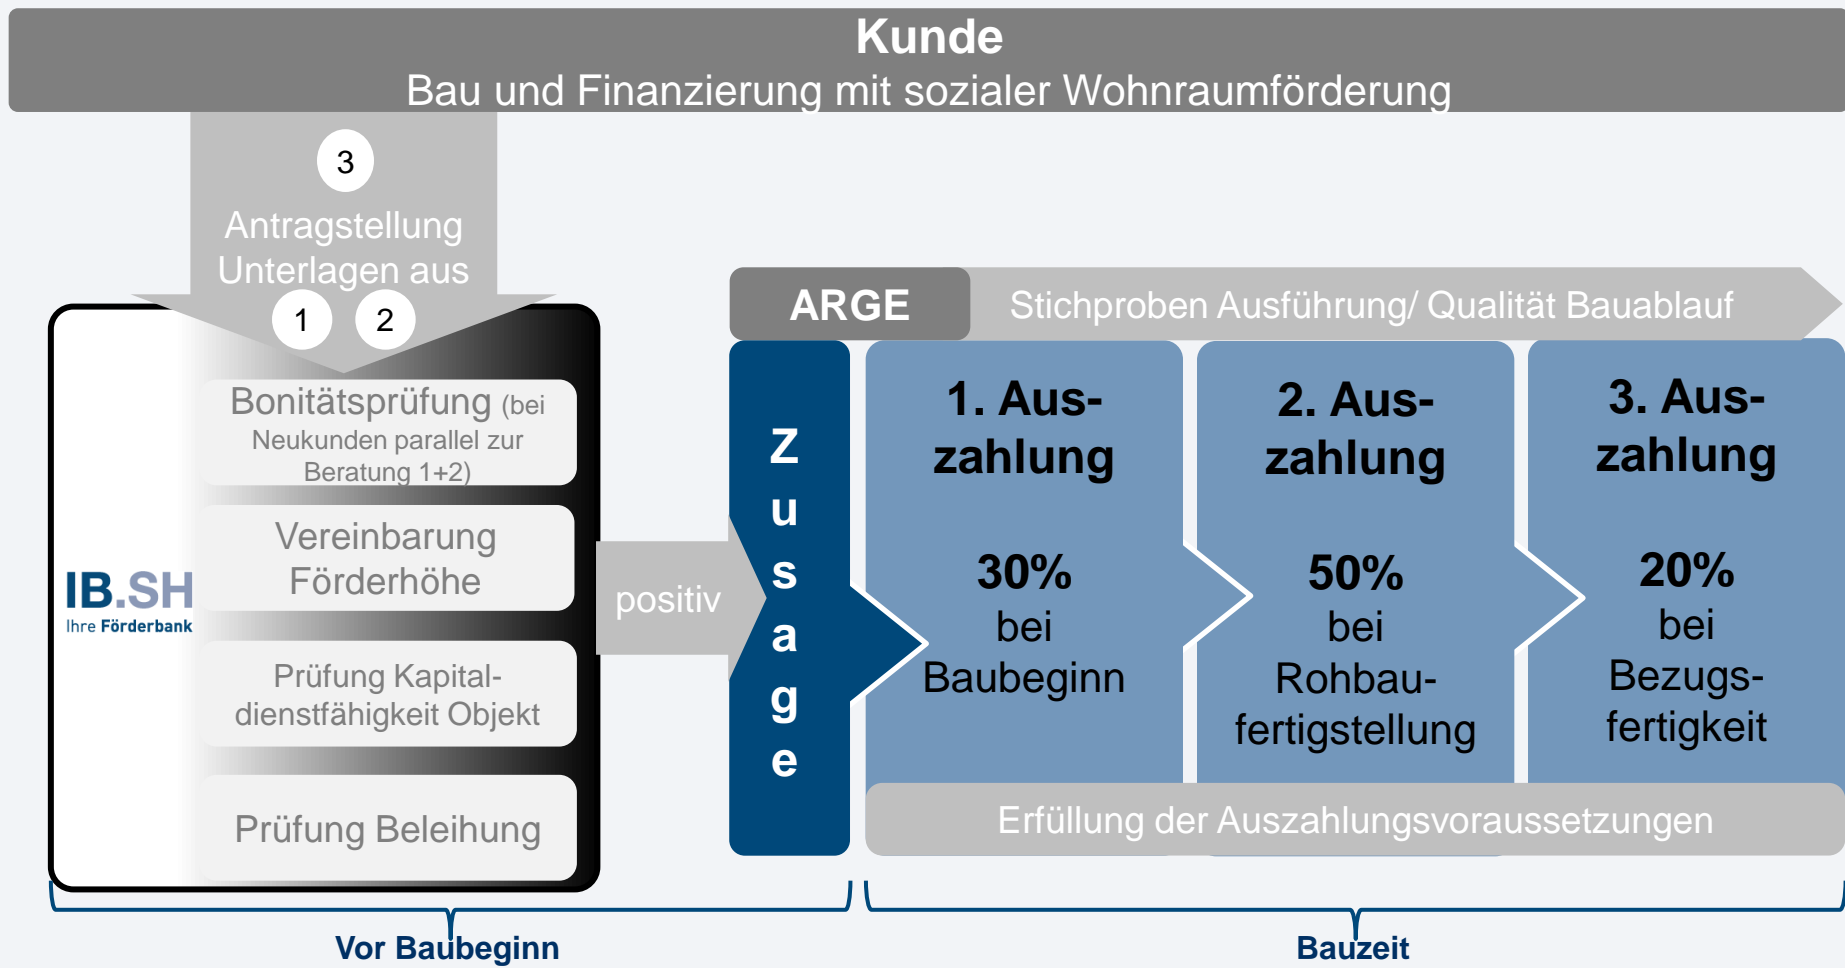 Kunde
Bau und Finanzierung mit sozialer Wohnraumförderung
3
Antragstellung
Unterlagen aus
1 2
IB.SH
Ihre Förderbank
Bonitätsprüfung (bei
Neukunden parallel zur
Beratung 1+2)
Vereinbarung
Förderhöhe
Prüfung Kapital-
dienstfähigkeit Objekt
Prüfung Beleihung
positiv
Z
u
s
a
g
e
ARGE
Stichproben Ausführung/ Qualität Bauablauf
1. Aus-
zahlung
30%
bei
Baubeginn
2. Aus-
zahlung
50%
bei
Rohbau-
fertigstellung
3. Aus-
zahlung
20%
bei
Bezugs-
fertigkeit
Erfüllung der Auszahlungsvoraussetzungen
Vor Baubeginn
Bauzeit